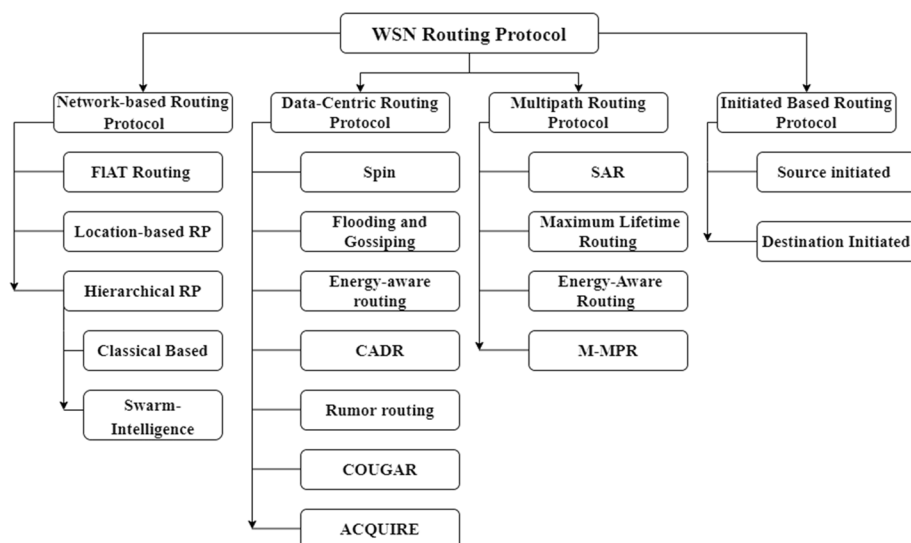 WSN Routing Protocol
Network-based Routing
Protocol
FlAT Routing
Location-based RP
Hierarchical RP
Classical Based
Swarm-
Intelligence
Data-Centric Routing
Protocol
Spin
Flooding and
Gossiping
Energy-aware
routing
CADR
Rumor routing
COUGAR
ACQUIRE
Multipath Routing
Protocol
SAR
Maximum Lifetime
Routing
Energy-Aware
Routing
M-MPR
Initiated Based Routing
Protocol
Source initiated
Destination Initiated